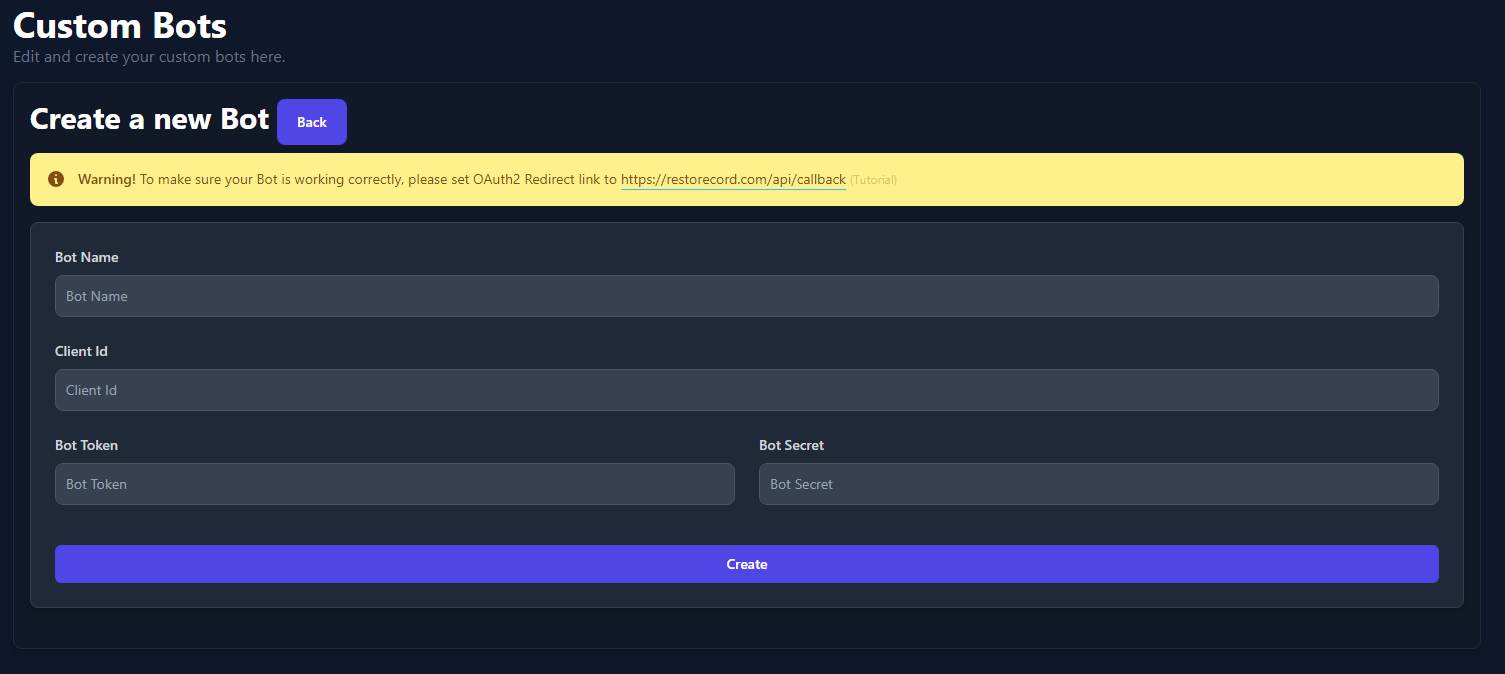 Custom Bots
Edit and create your custom bots here.
Create a new Bot Back
Warning! To make sure your Bot is working correctly, please set OAuth2 Redirect link to https://restorecord.com/api/callback (Tutorial)
Bot Name
Bot Name
Client Id
Client Id
Bot Token Bot Secret
Bot Token Bot Secret
Create